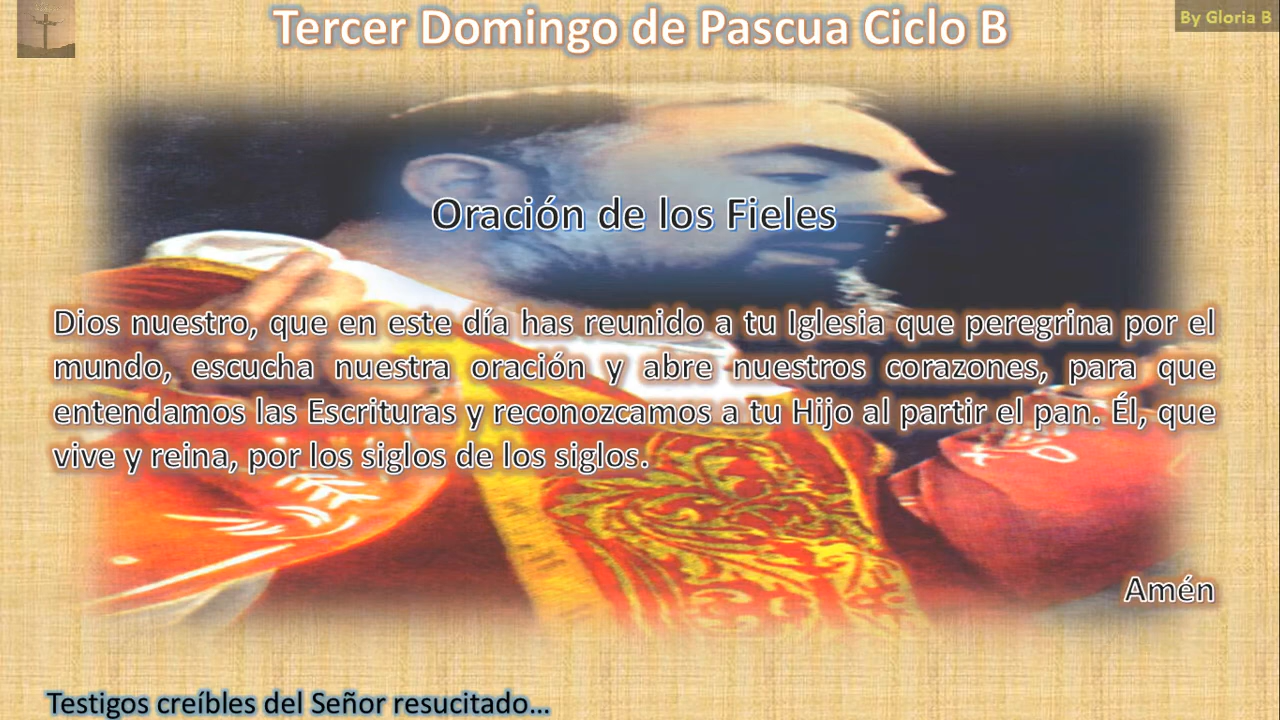 Tercer Domingo de Pascua Ciclo B
By Gloria B
Oración de los Fieles
Dios nuestro, que en este día has reunido a tu Iglesia que peregrina por el
mundo, escucha nuestra oración y abre nuestros corazones, para que
entendamos las Escrituras y reconozcamos a tu Hijo al partir el pan. Él, que
vive y reina, por los siglos de los siglos.
Amén
Testigos creíbles del Señor resucitado...